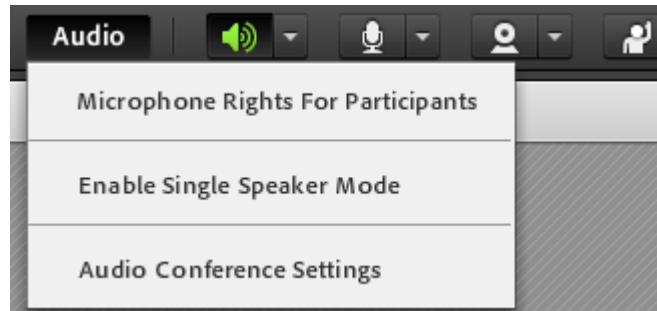 Audio
Microphone Rights For Participants
Enable Single Speaker Mode
Audio Conference Settings